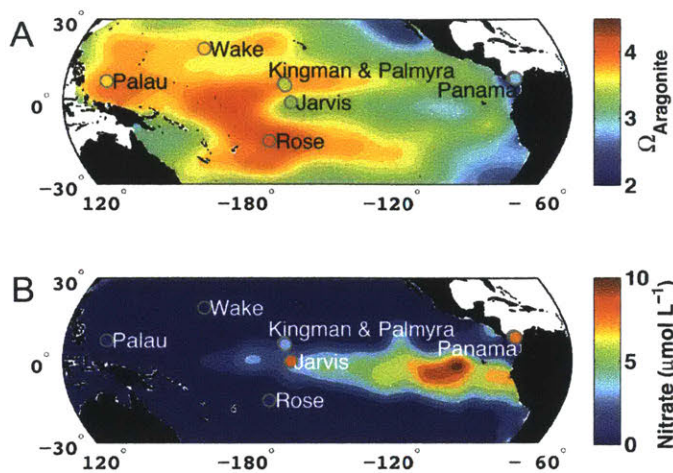 A
30°
0°
−30°
120°
−180°
−120°
− 60°
Wake
Palau
Kingman & Palmyra
Panama
Jarvis
Rose
4
3
2
ΩAragonite
B
30°
0°
−30°
120°
−180°
−120°
− 60°
Wake
Palau
Kingman & Palmyra
Panama
Jarvis
Rose
10
5
0
Nitrate (μmol L⁻¹)